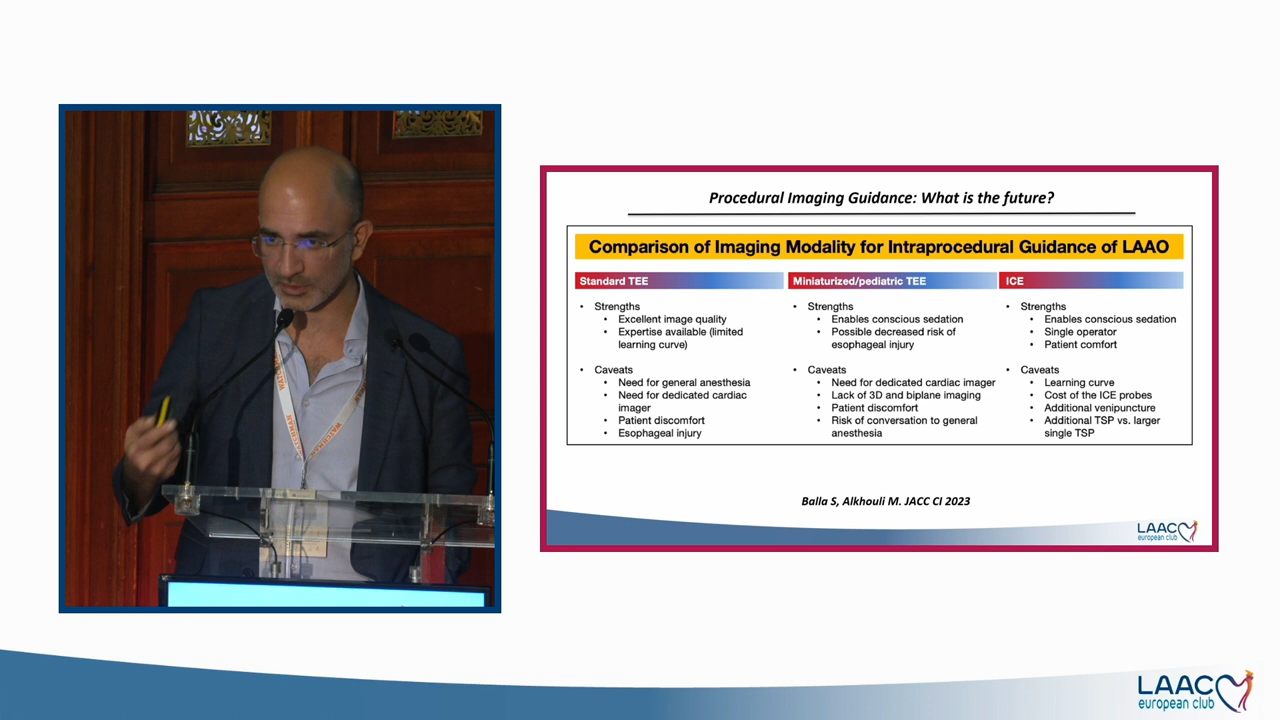 Procedural Imaging Guidance: What is the future?
Comparison of Imaging Modality for Intraprocedural Guidance of LAAO
Standard TEE
• Strengths
• Excellent image quality
• Expertise available (limited
learning curve)
• Caveats
• Need for general anesthesia
• Need for dedicated cardiac
imager
• Patient discomfort
• Esophageal injury
Miniaturized/pediatric TEE
• Strengths
• Enables conscious sedation
• Possible decreased risk of
esophageal injury
• Caveats
• Need for dedicated cardiac imager
• Lack of 3D and biplane imaging
• Patient discomfort
• Risk of conversation to general
anesthesia
ICE
• Strengths
• Enables conscious sedation
• Single operator
• Patient comfort
• Caveats
• Learning curve
• Cost of the ICE probes
• Additional venipuncture
• Additional TSP vs. larger
single TSP
Balla S, Alkhouli M. JACC CI 2023
LAAC
european club
WATCHMAN
WATCHMAN
LAAC
european club